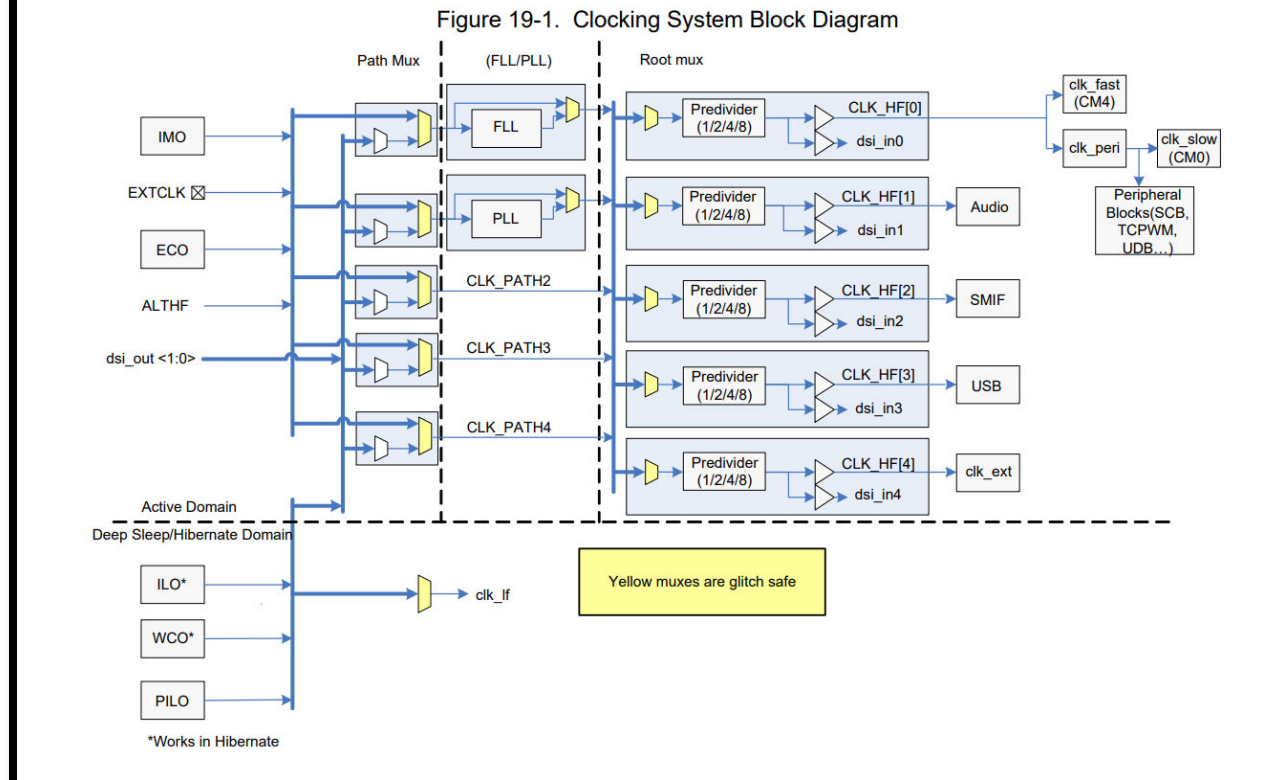 Figure 19-1.  Clocking System Block Diagram
Path Mux
(FLL/PLL)
Root mux
IMO
EXTCLK
ECO
ALTHF
dsi_out <1:0>
FLL
PLL
CLK_PATH2
CLK_PATH3
CLK_PATH4
Predivider
(1/2/4/8)
CLK_HF[0]
dsi_in0
Predivider
(1/2/4/8)
CLK_HF[1]
dsi_in1
Predivider
(1/2/4/8)
CLK_HF[2]
dsi_in2
Predivider
(1/2/4/8)
CLK_HF[3]
dsi_in3
Predivider
(1/2/4/8)
CLK_HF[4]
dsi_in4
clk_fast
(CM4)
clk_peri
clk_slow
(CM0)
Peripheral
Blocks(SCB,
TCPWM,
UDB…)
Audio
SMIF
USB
clk_ext
Active Domain
Deep Sleep/Hibernate Domain
ILO*
WCO*
PILO
clk_lf
Yellow muxes are glitch safe
*Works in Hibernate